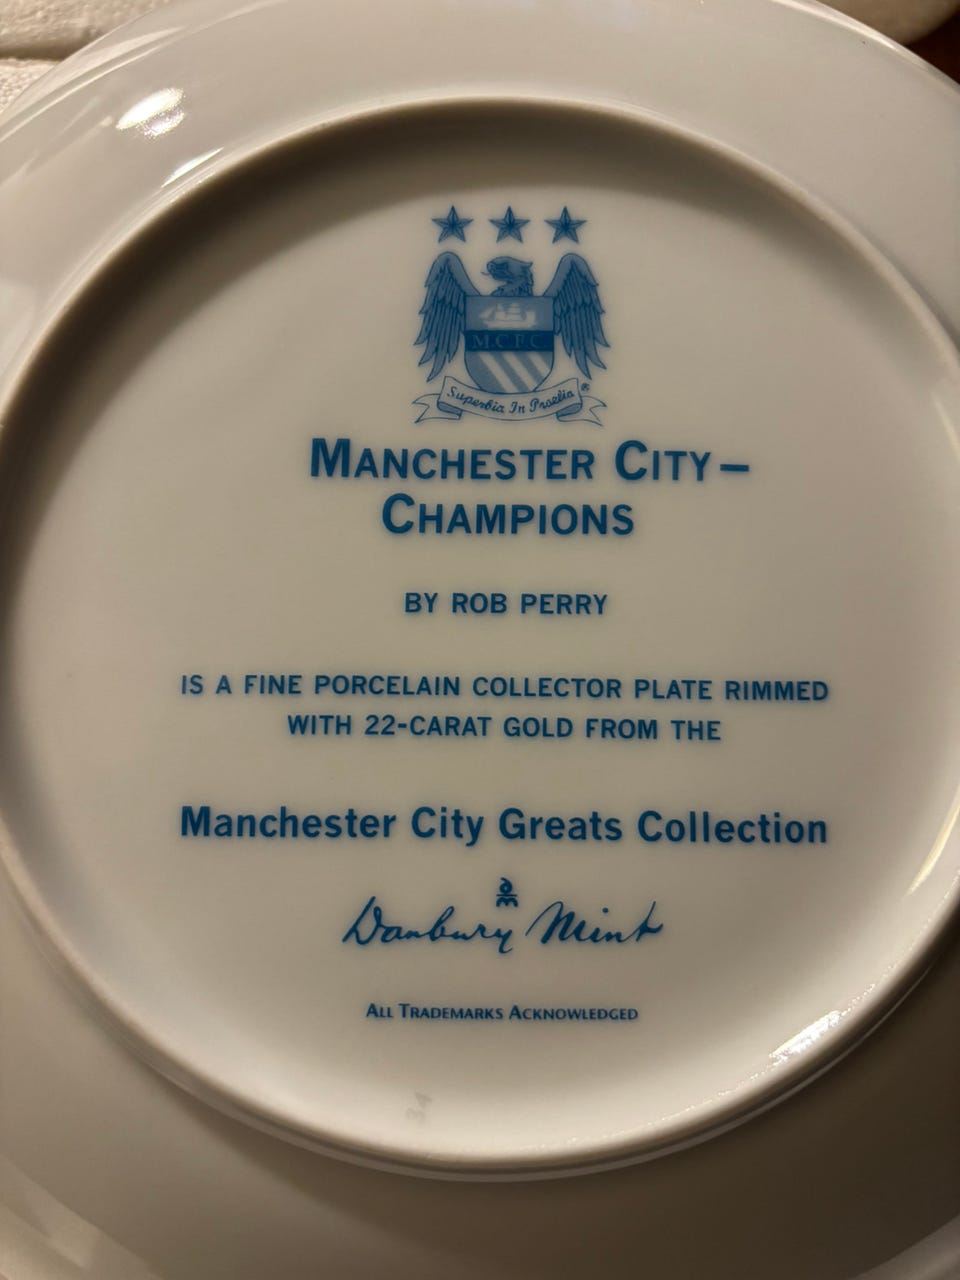 M.C.F.C
Superbia In Proelia ®
MANCHESTER CITY–
CHAMPIONS
BY ROB PERRY
IS A FINE PORCELAIN COLLECTOR PLATE RIMMED
WITH 22-CARAT GOLD FROM THE
Manchester City Greats Collection
Danbury Mint
ALL TRADEMARKS ACKNOWLEDGED
34